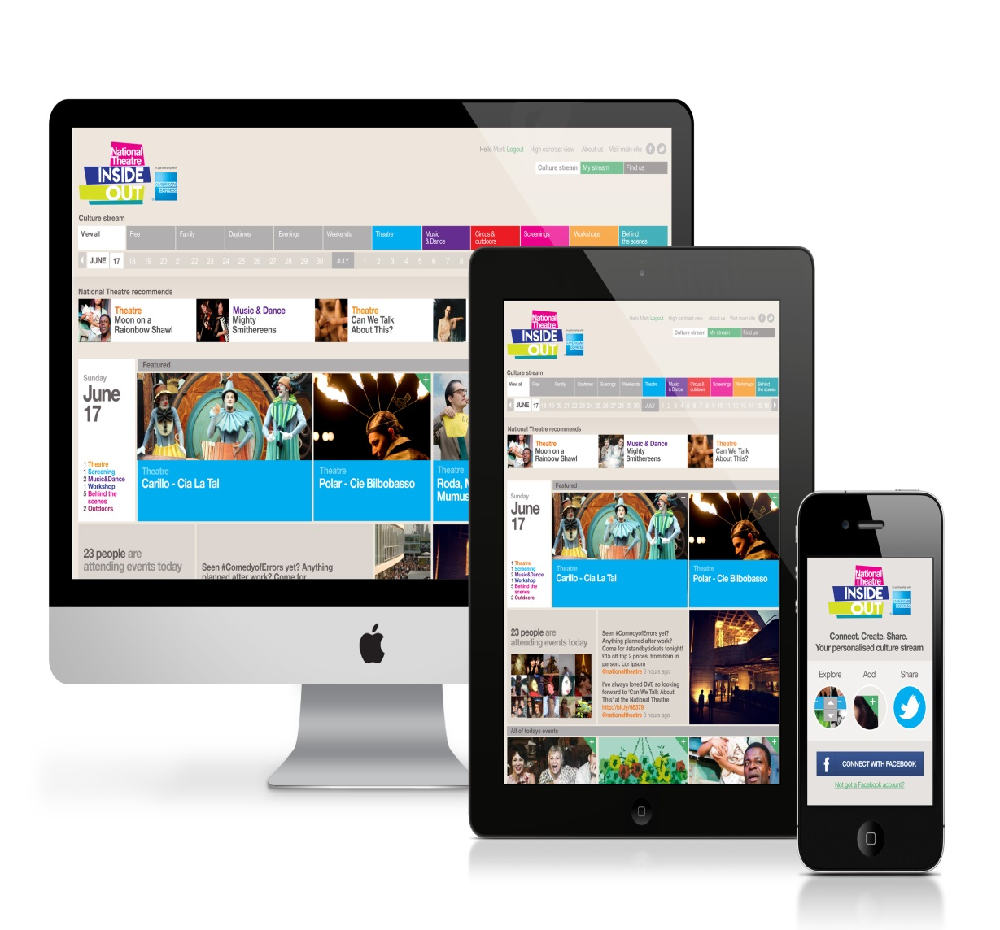 National
Theatre
INSIDE
OUT
In partnership with
AMERICAN
EXPRESS
Hello Mark Logout High contrast view About us Visit main site
Culture stream My stream Find us
Culture stream
View all Free Family Daytimes Evenings Weekends Theatre Music & Dance Circus & outdoors Screenings Workshops Behind the scenes
JUNE 17 18 19 20 21 22 23 24 25 26 27 28 29 30 JULY 1 2 3 4 5 6 7 8
National Theatre recommends
Theatre
Moon on a
Raionbow Shawl
Music & Dance
Mighty
Smithereens
Theatre
Can We Talk
About This?
Featured
Sunday
June
17
1 Theatre
1 Screening
2 Music&Dance
1 Workshop
5 Behind the
scenes
2 Outdoors
Theatre
Carillo - Cia La Tal
Theatre
Polar - Cie Bilbobasso
Theatre
Roda, M
Mumus
23 people are
attending events today
Seen #ComedyofErrors yet? Anything
planned after work? Come for
National
Theatre
INSIDE
OUT
In partnership with
AMERICAN
EXPRESS
Hello Mark Logout High contrast view About us Visit main site
Culture stream My stream Find us
Culture stream
View all Free Family Daytimes Evenings Weekends Theatre Music & Dance Circus & outdoors Screenings Workshops Behind the scenes
JUNE 17 18 19 20 21 22 23 24 25 26 27 28 29 30 JULY 1 2 3 4 5 6 7 8 9 10 11 12 13 14 15 16
National Theatre recommends
Theatre
Moon on a
Rainbow Shawl
Music & Dance
Mighty
Smithereens
Theatre
Can We Talk
About This?
Featured
Sunday
June
17
1 Theatre
1 Screening
2 Music&Dance
1 Workshop
5 Behind the
scenes
2 Outdoors
Theatre
Carillo - Cia La Tal
Theatre
Polar - Cie Bilbobasso
23 people are
attending events today
Seen #ComedyofErrors yet?
Anything planned after work?
Come for #standbytickets tonight!
£15 off top 2 prices, from 6pm in
person. Lor ipsum
@nationaltheatre 3 hours ago
I've always loved DV8 so looking
forward to 'Can We Talk About
This' at the National Theatre
http://bit.ly/66379
@nationaltheatre 3 hours ago
All of todays events
National
Theatre
INSIDE
OUT
In partnership with
AMERICAN
EXPRESS
Connect. Create. Share.
Your personalised culture stream
Explore Add Share
f CONNECT WITH FACEBOOK
Not got a Facebook account?